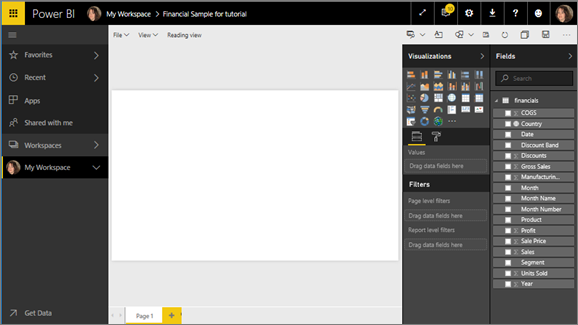 Power BI My Workspace > Financial Sample for tutorial
File View Reading view
Favorites
Recent
Apps
Shared with me
Workspaces
My Workspace
Get Data
Page 1
Visualizations
Values
Drag data fields here
Filters
Page level filters
Drag data fields here
Report level filters
Drag data fields here
Fields
Search
financials
COGS
Country
Date
Discount Band
Discounts
Gross Sales
Manufacturin...
Month
Month Name
Month Number
Product
Profit
Sale Price
Sales
Segment
Units Sold
Year